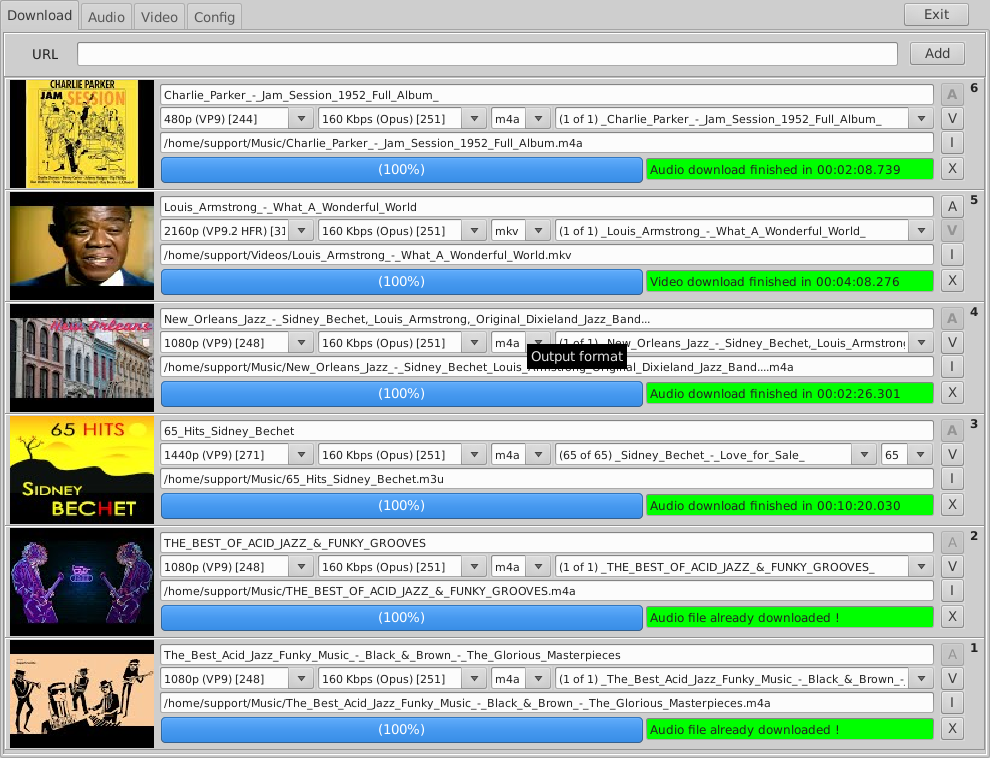 Download Audio Video Config Exit
URL Add
CHARLIE PARKER
JAM SESSION
Charlie_Parker_-_Jam_Session_1952_Full_Album_ A 6
480p (VP9) [244] 160 Kbps (Opus) [251] m4a (1 of 1) _Charlie_Parker_-_Jam_Session_1952_Full_Album_ V
/home/support/Music/Charlie_Parker_-_Jam_Session_1952_Full_Album.m4a I
(100%) Audio download finished in 00:02:08.739 X
Louis_Armstrong_-_What_A_Wonderful_World A 5
2160p (VP9.2 HFR) [31 160 Kbps (Opus) [251] mkv (1 of 1) _Louis_Armstrong_-_What_A_Wonderful_World_ V
/home/support/Videos/Louis_Armstrong_-_What_A_Wonderful_World.mkv I
(100%) Video download finished in 00:04:08.276 X
New Orleans
New_Orleans_Jazz_-_Sidney_Bechet,_Louis_Armstrong,_Original_Dixieland_Jazz_Band... A 4
1080p (VP9) [248] 160 Kbps (Opus) [251] m4a (1 of 1) _New_Orleans_Jazz_-_Sidney_Bechet,_Louis_Armstrong V
Output format
/home/support/Music/New_Orleans_Jazz_-_Sidney_Bechet_Louis_Armstrong_Original_Dixieland_Jazz_Band....m4a I
(100%) Audio download finished in 00:02:26.301 X
65 HITS
SIDNEY
BECHET
65_Hits_Sidney_Bechet A 3
1440p (VP9) [271] 160 Kbps (Opus) [251] m4a (65 of 65) _Sidney_Bechet_-_Love_for_Sale_ 65 V
/home/support/Music/65_Hits_Sidney_Bechet.m3u I
(100%) Audio download finished in 00:10:20.030 X
THE_BEST_OF_ACID_JAZZ_&_FUNKY_GROOVES A 2
1080p (VP9) [248] 160 Kbps (Opus) [251] m4a (1 of 1) _THE_BEST_OF_ACID_JAZZ_&_FUNKY_GROOVES_ V
/home/support/Music/THE_BEST_OF_ACID_JAZZ_&_FUNKY_GROOVES.m4a I
(100%) Audio file already downloaded ! X
The_Best_Acid_Jazz_Funky_Music_-_Black_&_Brown_-_The_Glorious_Masterpieces A 1
1080p (VP9) [248] 160 Kbps (Opus) [251] m4a (1 of 1) _The_Best_Acid_Jazz_Funky_Music_-_Black_&_Brown_-_ V
/home/support/Music/The_Best_Acid_Jazz_Funky_Music_-_Black_&_Brown_-_The_Glorious_Masterpieces.m4a I
(100%) Audio file already downloaded ! X